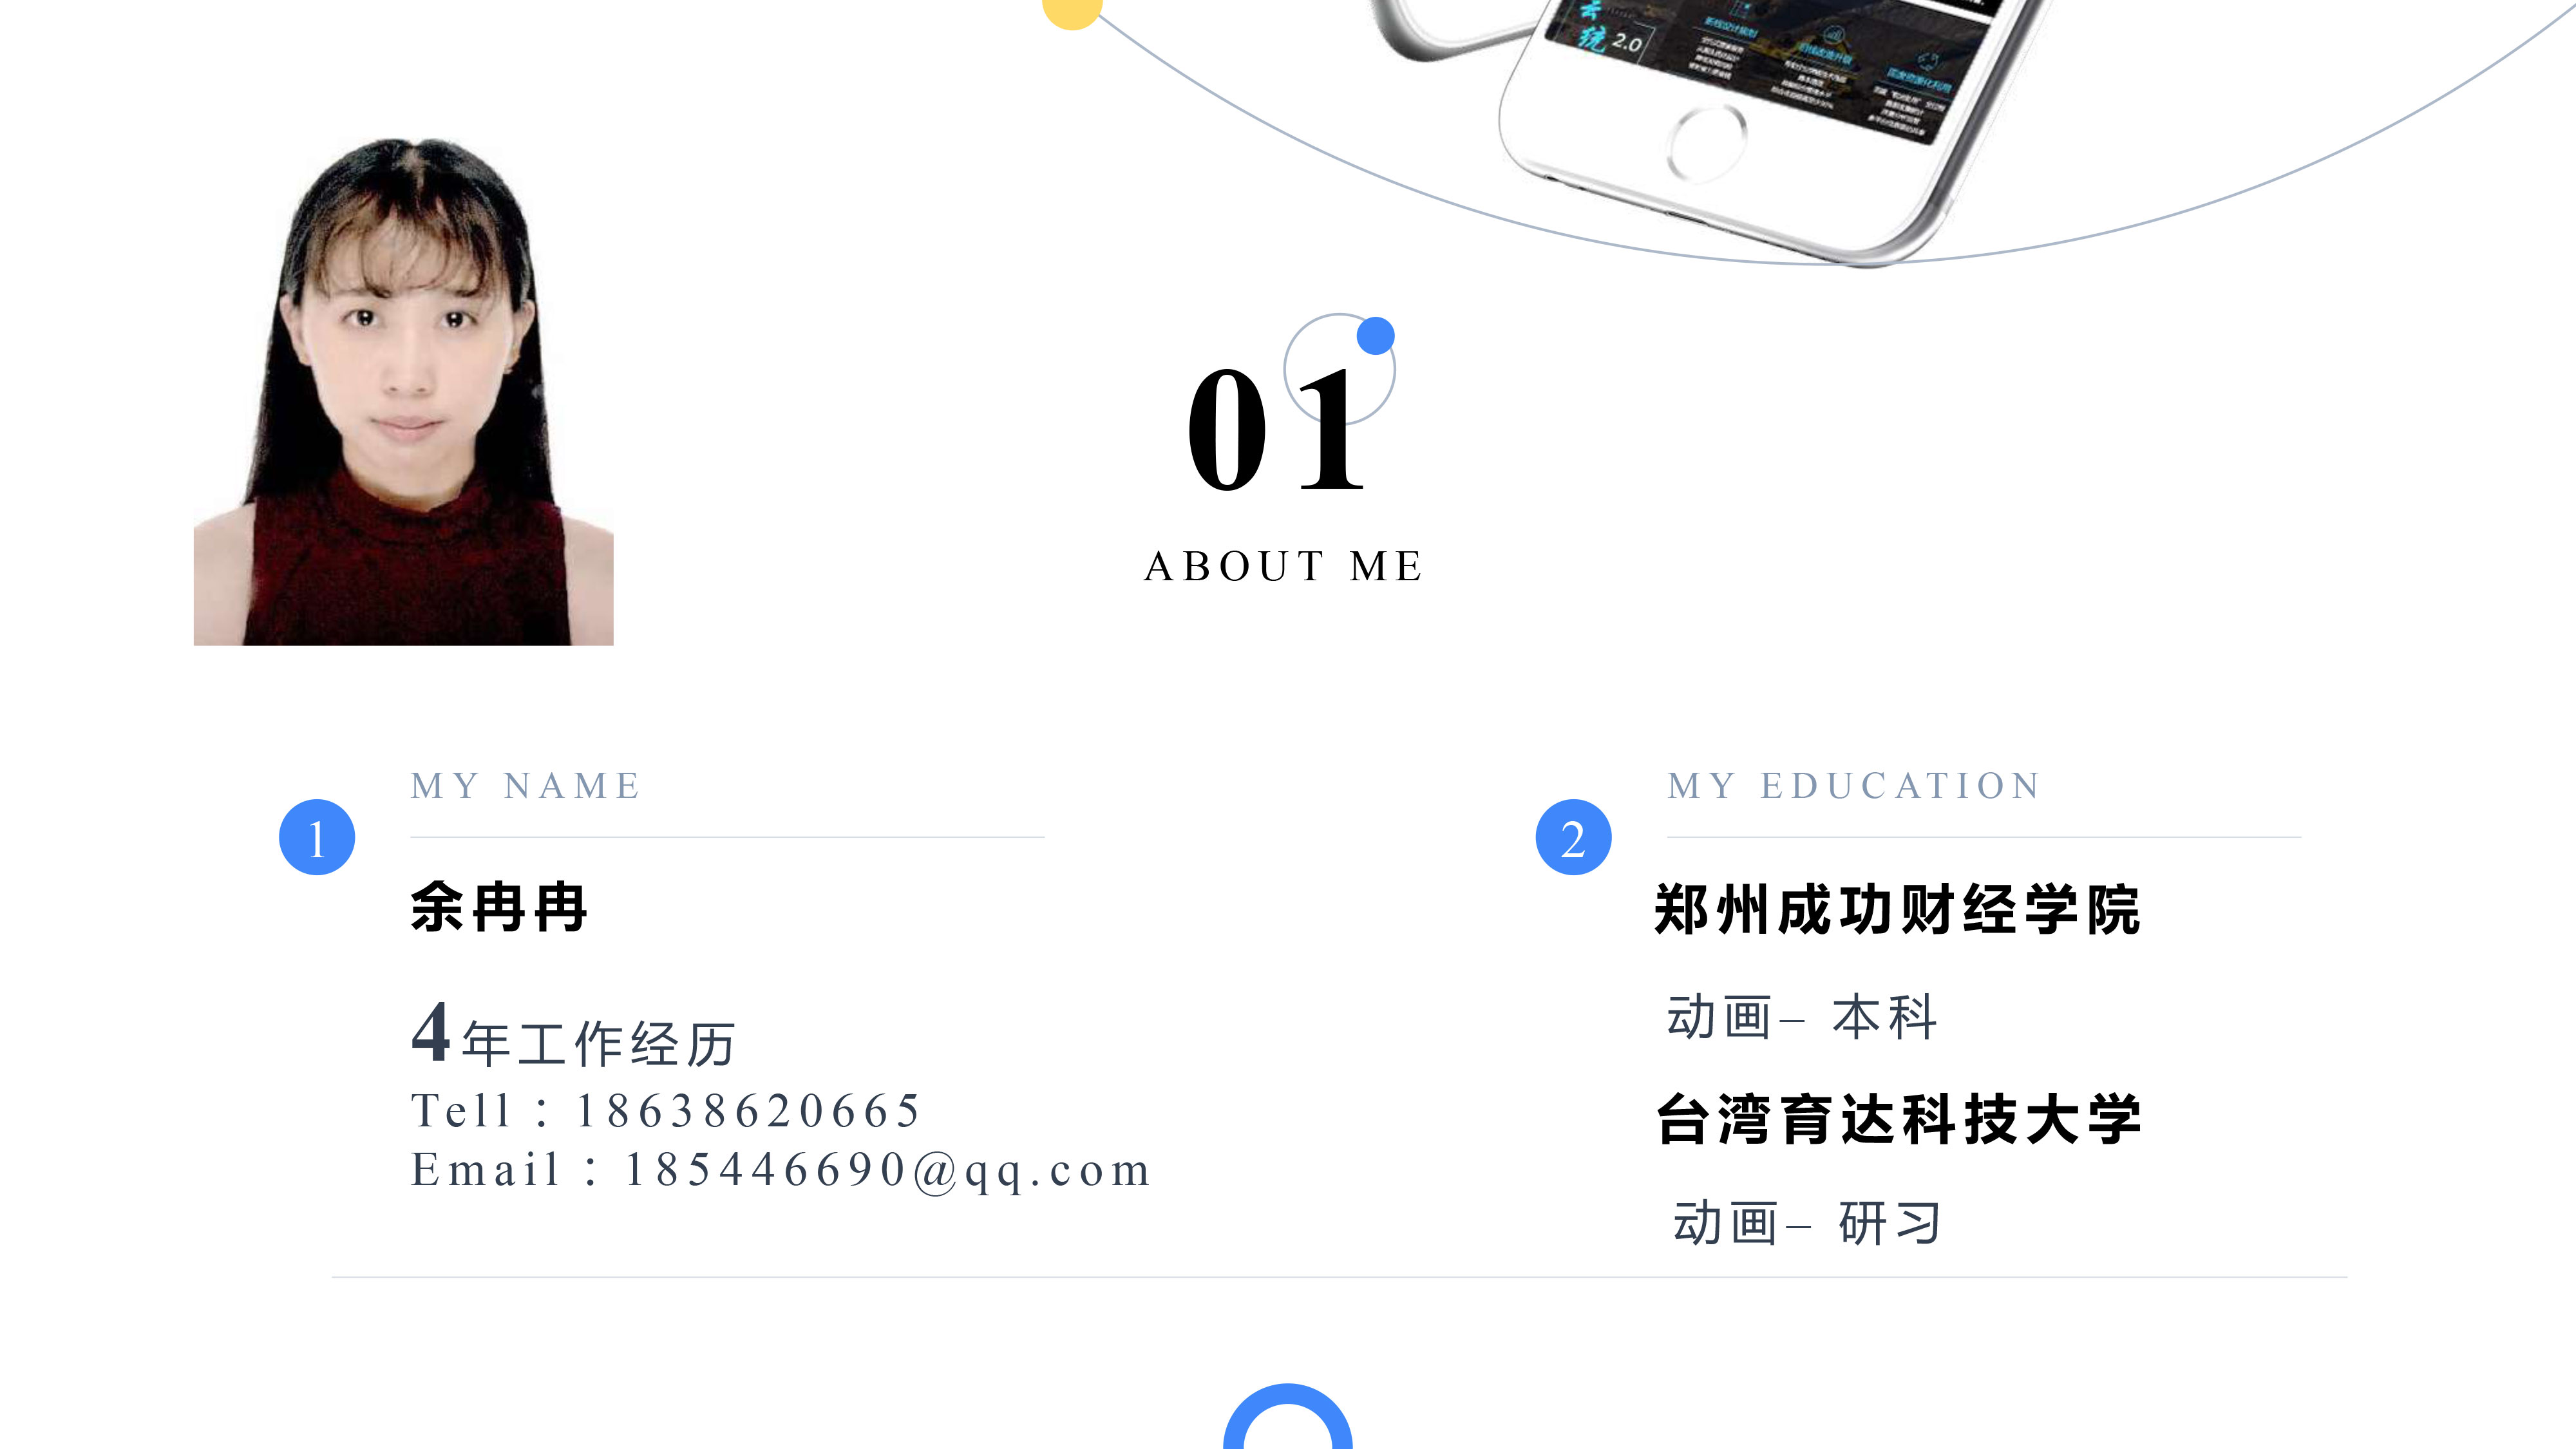 统 2.0
01
ABOUT ME
MY NAME
1
余冉冉
4年工作经历
Tell：18638620665
Email：185446690@qq.com
MY EDUCATION
2
郑州成功财经学院
动画– 本科
台湾育达科技大学
动画– 研习